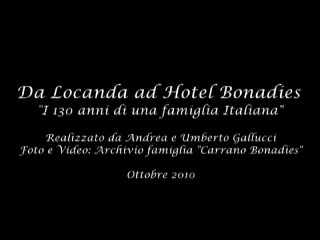 Da Locanda ad Hotel Bonadies
"I 130 anni di una famiglia Italiana"
Realizzato da Andrea e Umberto Gallucci
Foto e Video: Archivio famiglia "Carrano Bonadies"
Ottobre 2010